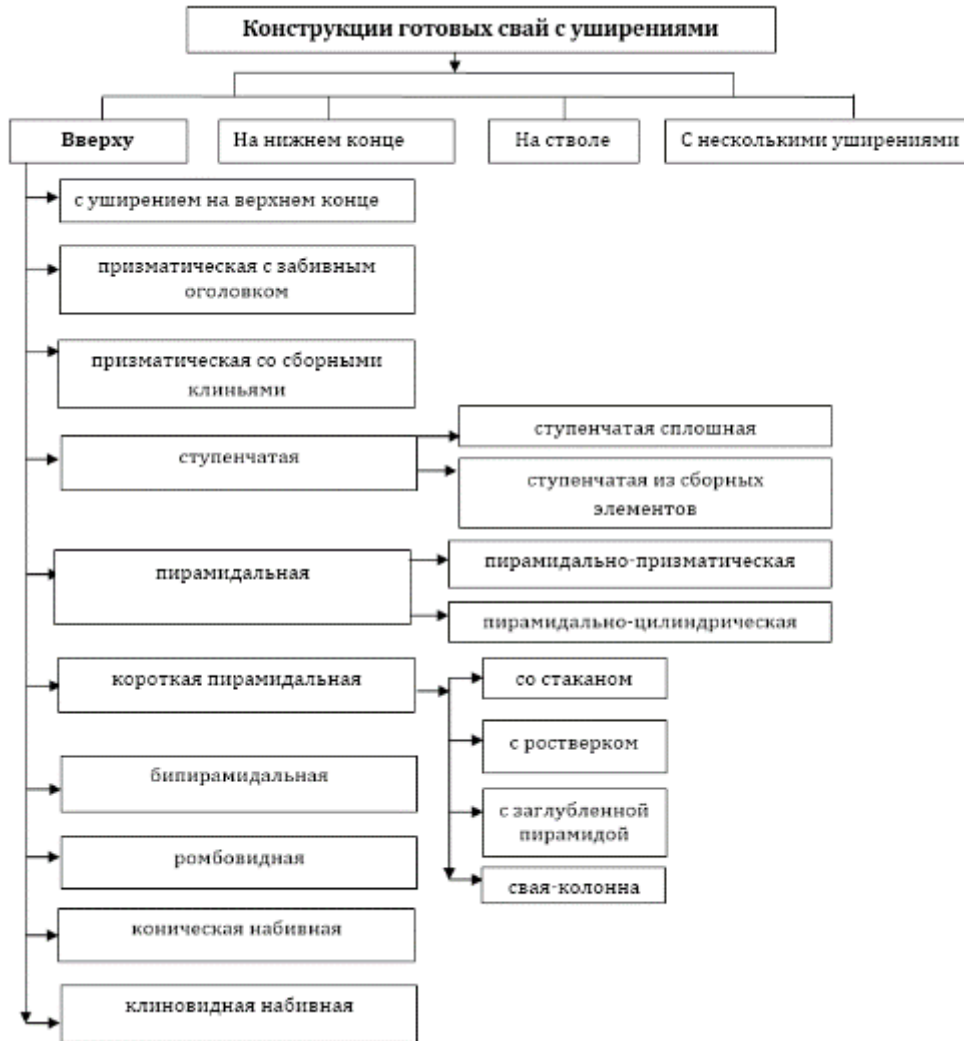 Конструкции готовых свай с уширениями
Вверху
На нижнем конце
На стволе
С несколькими уширениями
с уширением на верхнем конце
призматическая с забивным
оголовком
призматическая со сборными
клиньями
ступенчатая
ступенчатая сплошная
ступенчатая из сборных
элементов
пирамидальная
пирамидально-призматическая
пирамидально-цилиндрическая
короткая пирамидальная
со стаканом
с ростверком
с заглубленной
пирамидой
свая-колонна
бипирамидальная
ромбовидная
коническая набивная
клиновидная набивная